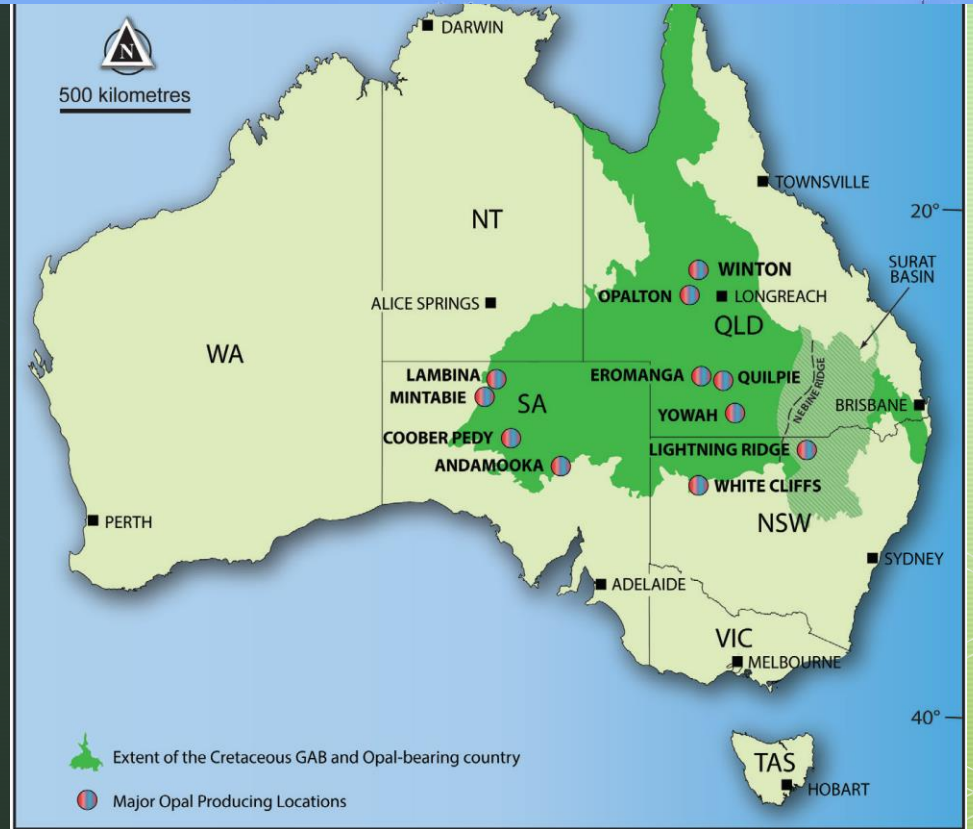 N
500 kilometres
DARWIN
TOWNSVILLE
20°
NT
SURAT
BASIN
WINTON
OPALTON
LONGREACH
ALICE SPRINGS
QLD
WA
LAMBINA
EROMANGA
QUILPIE
NEBINE RIDGE
MINTABIE
SA
YOWAH
BRISBANE
COOBER PEDY
LIGHTNING RIDGE
ANDAMOOKA
WHITE CLIFFS
PERTH
NSW
SYDNEY
ADELAIDE
VIC
MELBOURNE
40°
Extent of the Cretaceous GAB and Opal-bearing country
TAS
HOBART
Major Opal Producing Locations